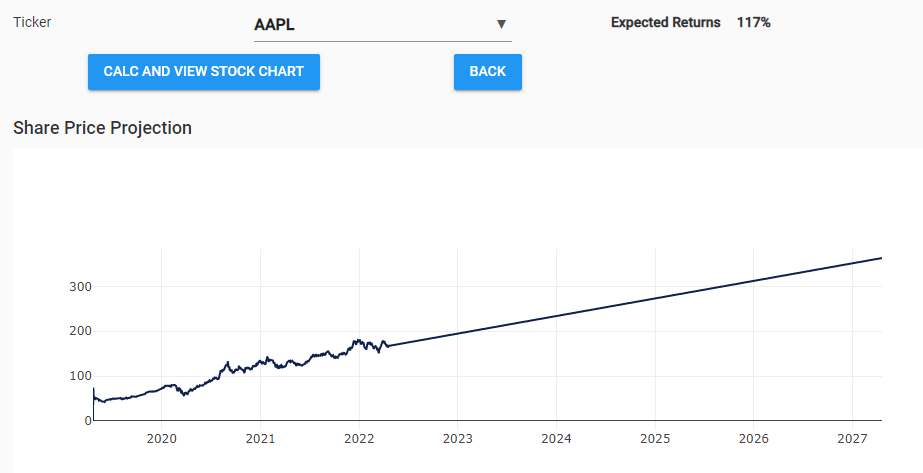 Ticker AAPL ▼ Expected Returns 117%
CALC AND VIEW STOCK CHART BACK
Share Price Projection
300
200
100
0
2020 2021 2022 2023 2024 2025 2026 2027